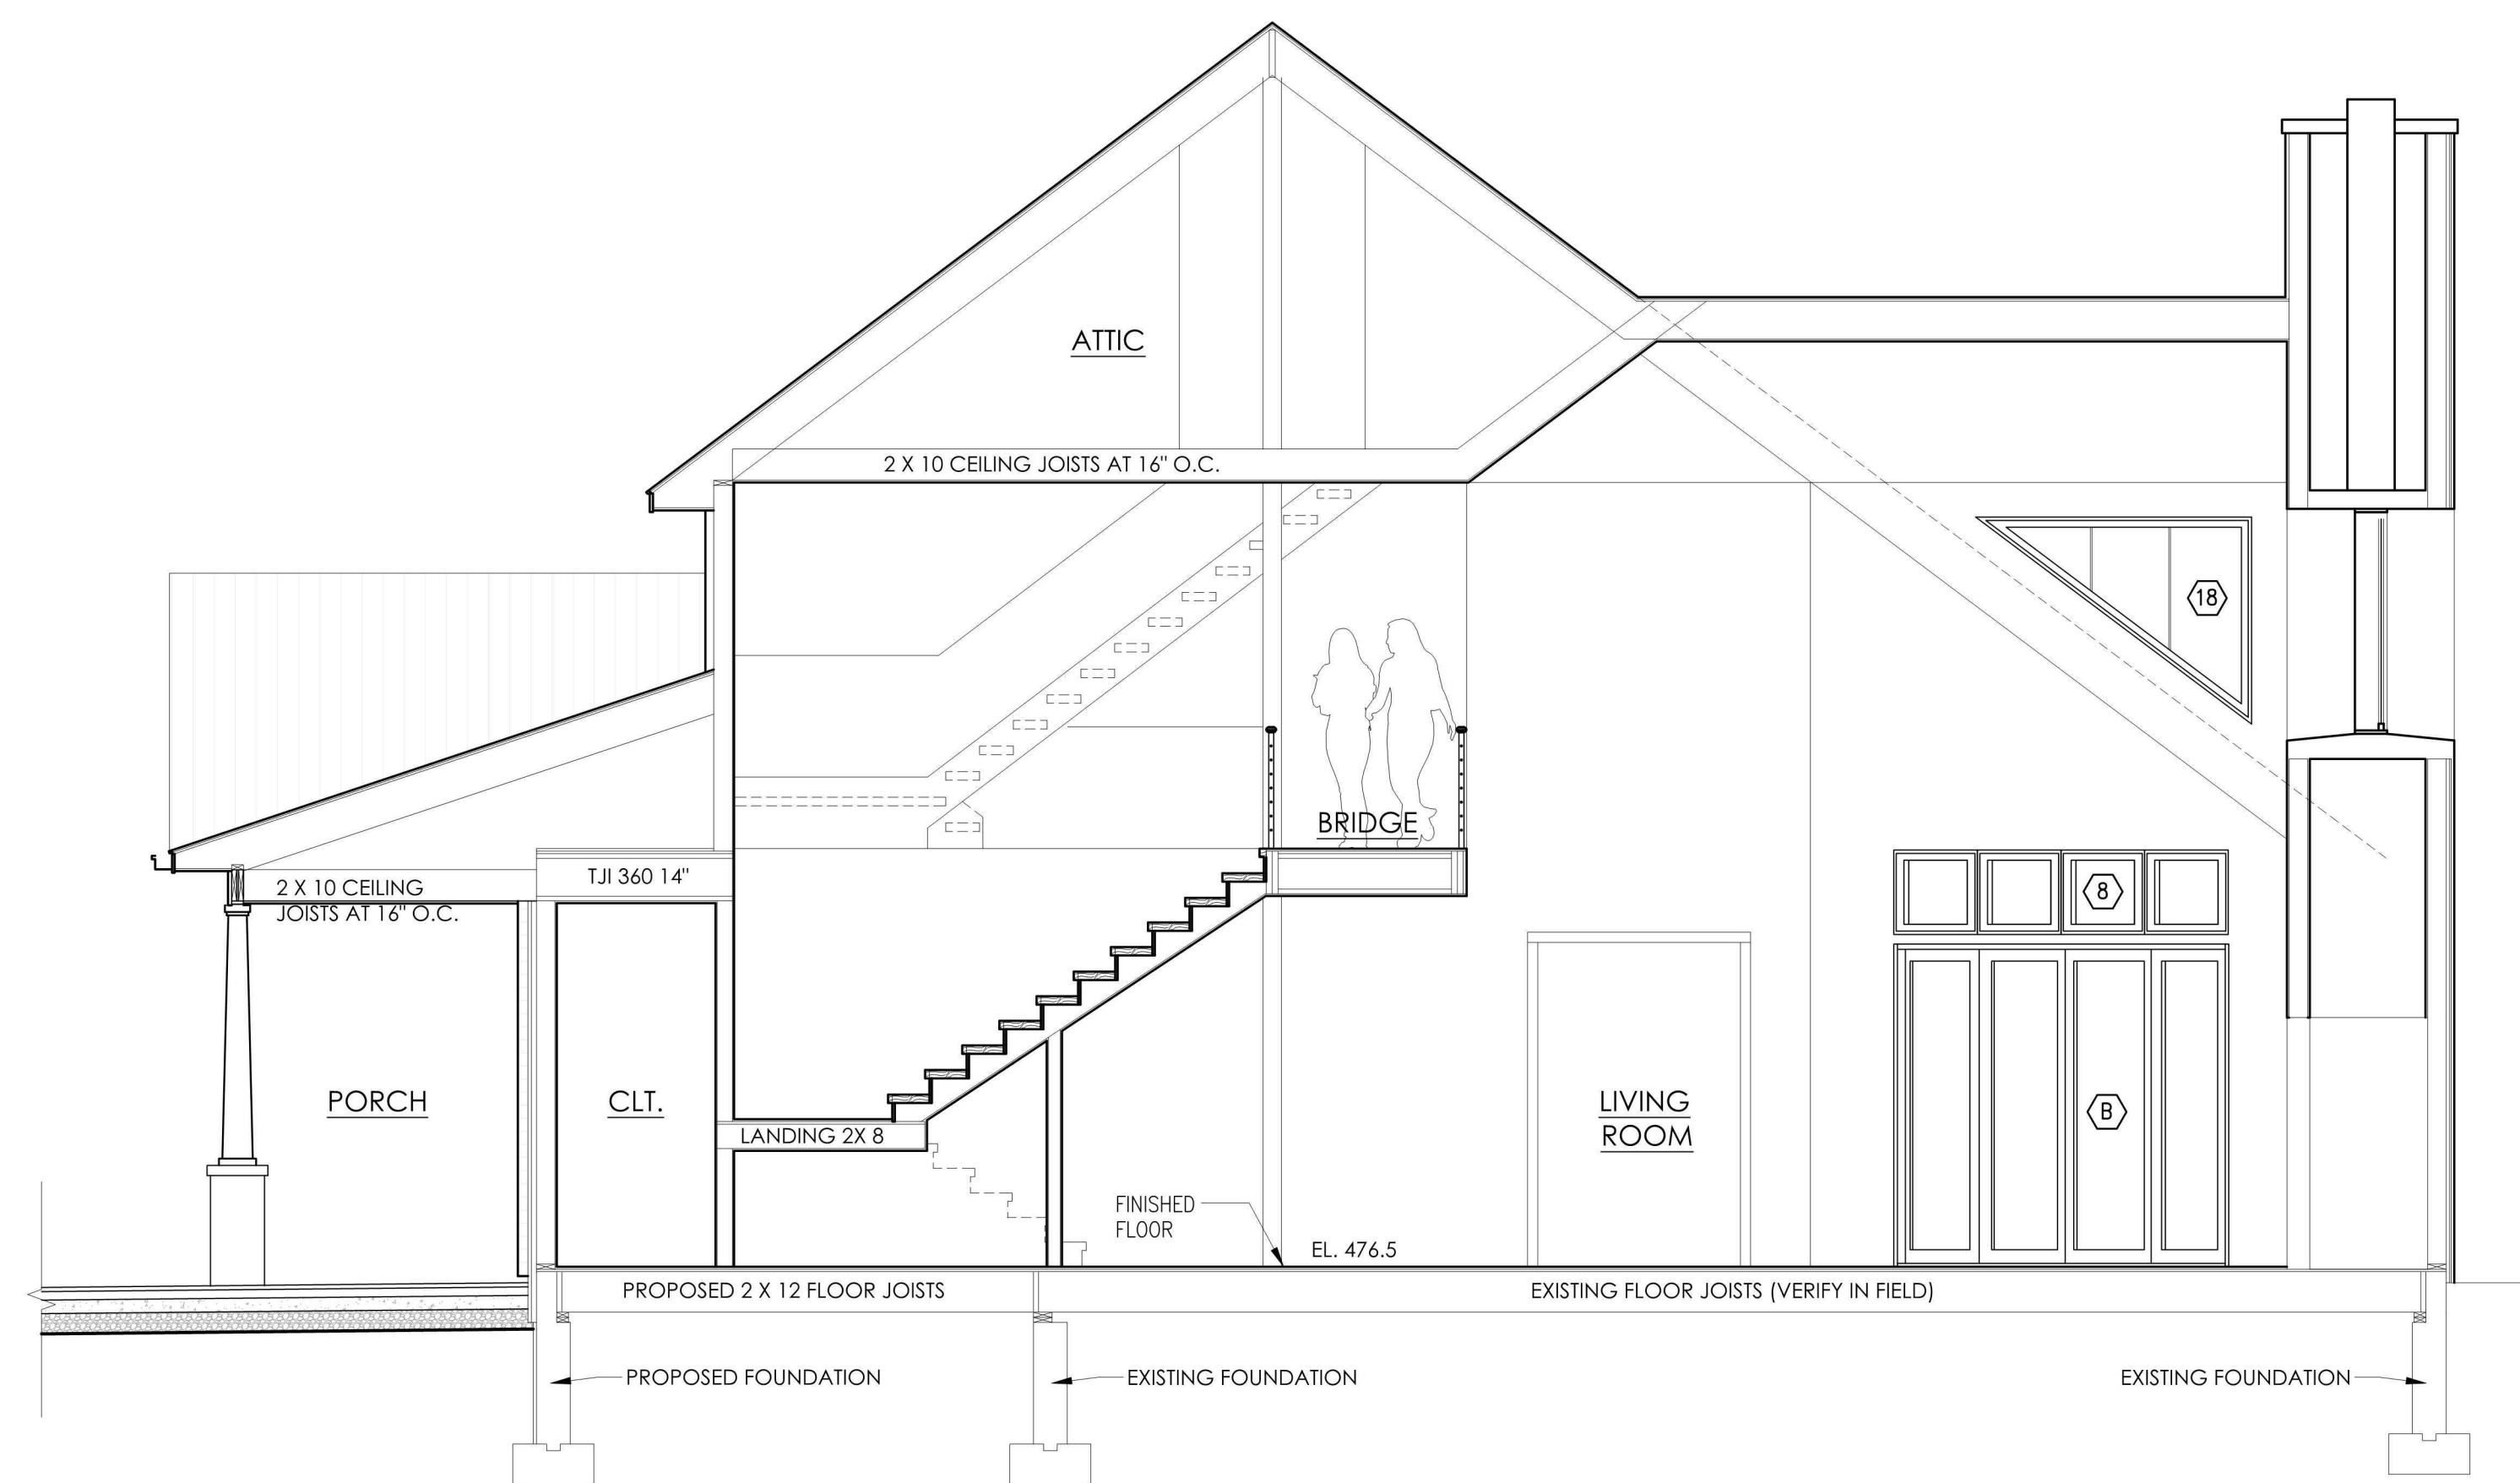 ATTIC
2 X 10 CEILING JOISTS AT 16" O.C.
18
BRIDGE
TJI 360 14"
2 X 10 CEILING
JOISTS AT 16" O.C.
8
PORCH
CLT.
LIVING
ROOM
B
LANDING 2X 8
FINISHED
FLOOR
EL. 476.5
PROPOSED 2 X 12 FLOOR JOISTS
EXISTING FLOOR JOISTS (VERIFY IN FIELD)
PROPOSED FOUNDATION
EXISTING FOUNDATION
EXISTING FOUNDATION